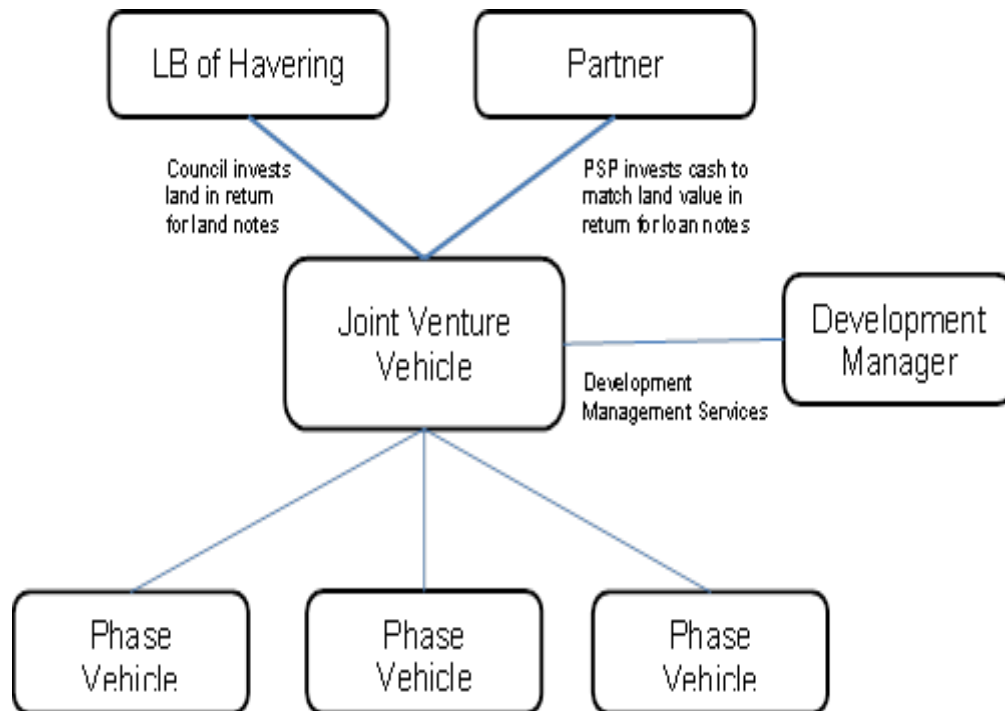 LB of Havering
Partner
Council invests
land in return
for land notes
PSP invests cash to
match land value in
return for loan notes
Joint Venture
Vehicle
Development
Manager
Development
Management Services
Phase
Vehicle
Phase
Vehicle
Phase
Vehicle